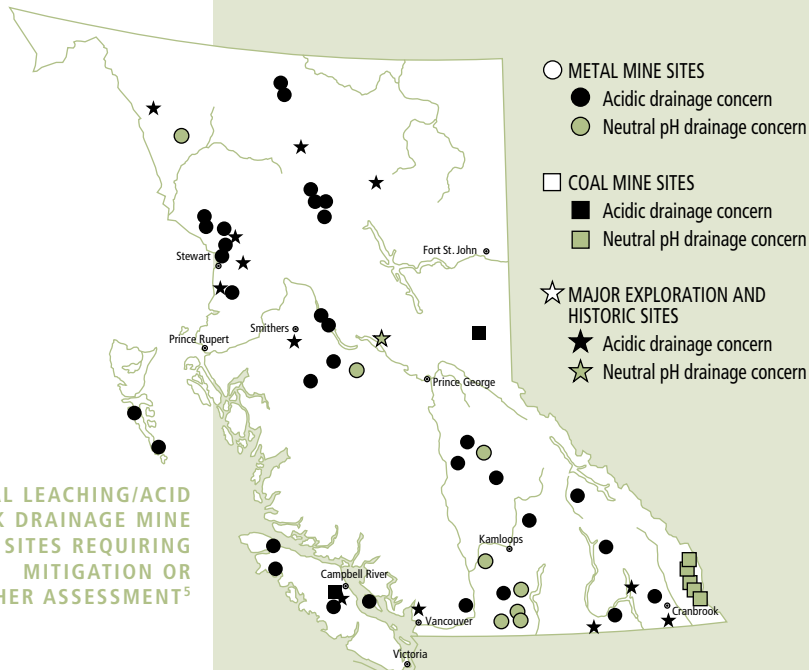 METAL MINE SITES
Acidic drainage concern
Neutral pH drainage concern
COAL MINE SITES
Acidic drainage concern
Neutral pH drainage concern
MAJOR EXPLORATION AND
HISTORIC SITES
Acidic drainage concern
Neutral pH drainage concern
Stewart
Fort St. John
Prince Rupert
Smithers
Prince George
Kamloops
Campbell River
Vancouver
Cranbrook
Victoria
L LEACHING/ACID
K DRAINAGE MINE
SITES REQUIRING
MITIGATION OR
HER ASSESSMENT5